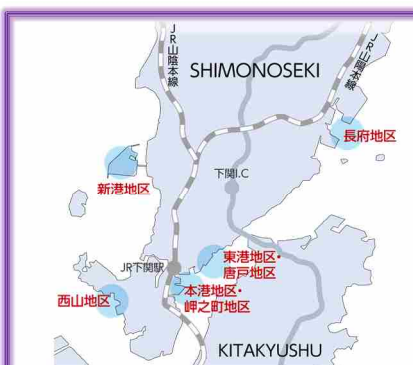 JR山陰本線
JR山陽本線
SHIMONOSEKI
長府地区
下関I.C
新港地区
東港地区・
唐戸地区
JR下関駅
本港地区・
岬之町地区
西山地区
KITAKYUSHU